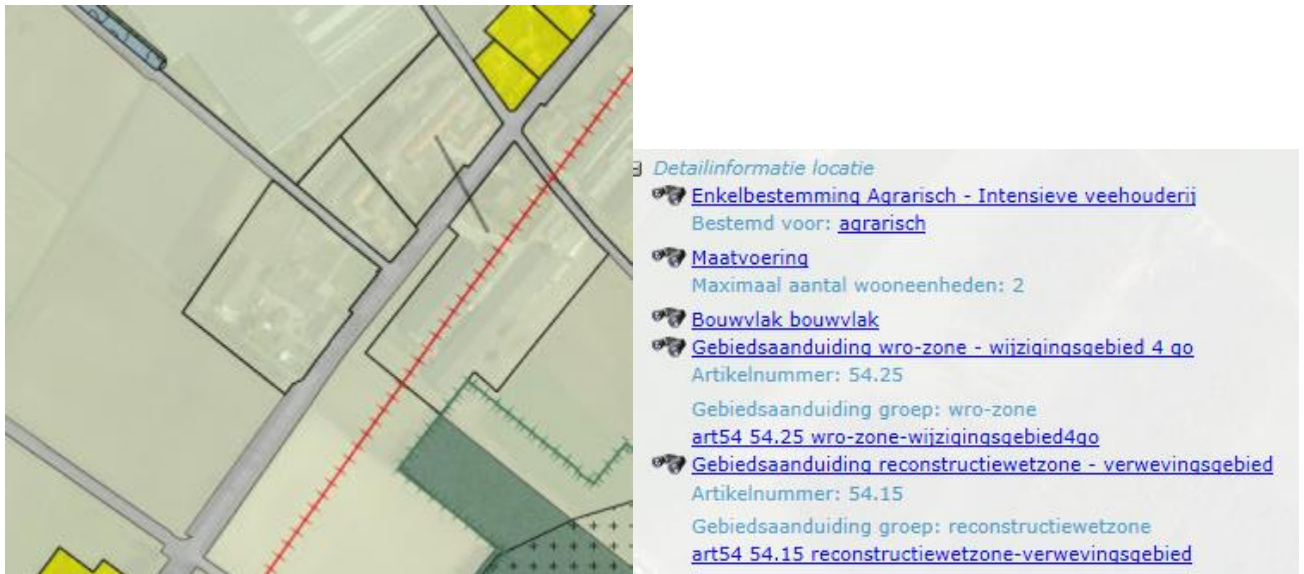 Detailinformatie locatie
Enkelbestemming Agrarisch - Intensieve veehouderij
Bestemd voor: agrarisch
Maatvoering
Maximaal aantal wooneenheden: 2
Bouwvlak bouwvlak
Gebiedsaanduiding wro-zone - wijzigingsgebied 4 go
Artikelnummer: 54.25
Gebiedsaanduiding groep: wro-zone
art54 54.25 wro-zone-wijzigingsgebied4go
Gebiedsaanduiding reconstructiewetzone - verwevingsgebied
Artikelnummer: 54.15
Gebiedsaanduiding groep: reconstructiewetzone
art54 54.15 reconstructiewetzone-verwevingsgebied